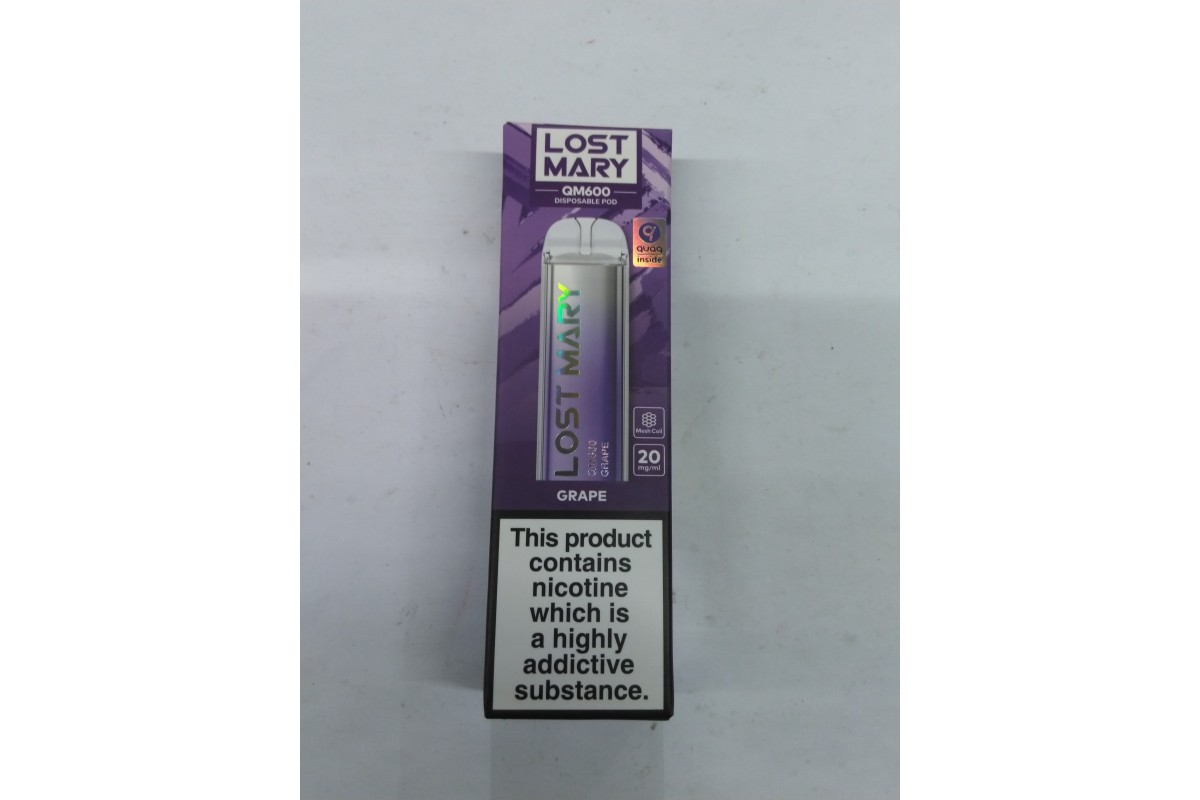 LOST
MARY
QM600
DISPOSABLE POD
quaq
inside
LOST MARY
QM600
GRAPE
Mesh Coil
20
mg/ml
GRAPE
This product
contains
nicotine
which is
a highly
addictive
substance.